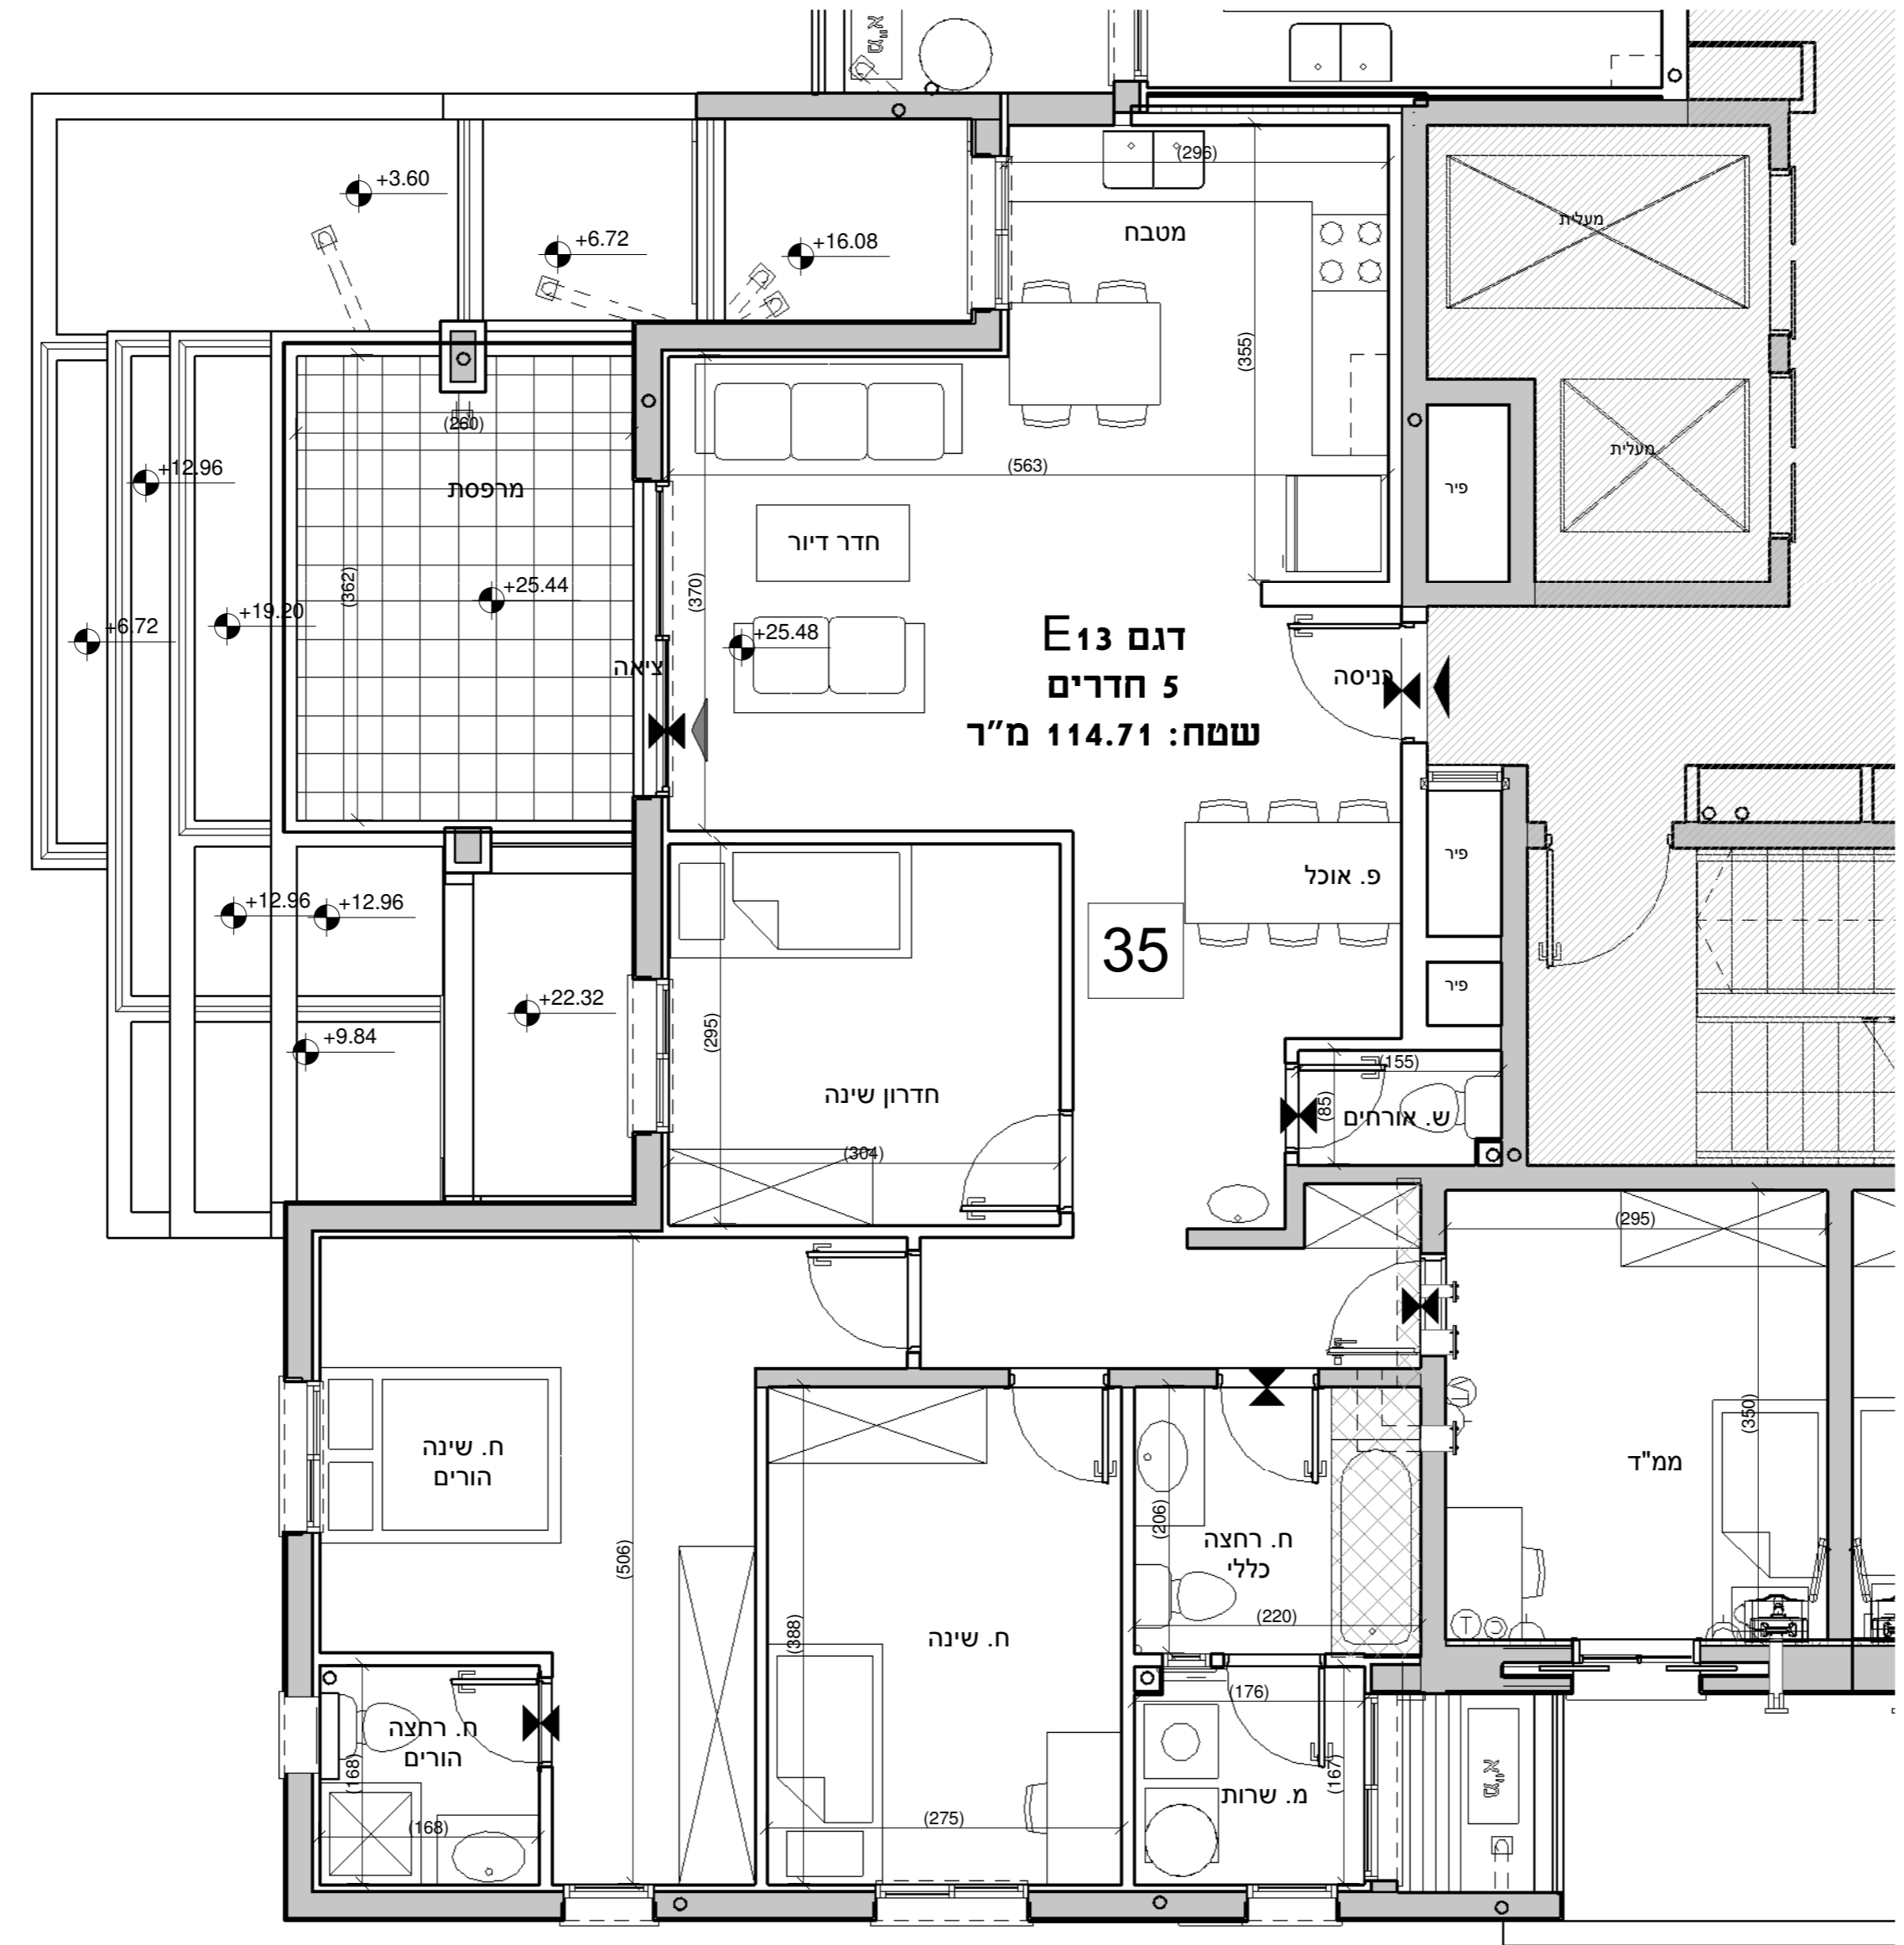 א"מ
+3.60
+6.72
+16.08
(296)
מטבח
מעלית
(355)
(260)
(563)
מעלית
+12.96
מרפסת
פיר
חדר דיור
(362)
+25.44
(370)
+19.20
+6.72
+25.48
דגם E13
5 חדרים
שטח: 114.71 מ"ר
יציאה
כניסה
פ. אוכל
פיר
+12.96
+12.96
35
+22.32
פיר
+9.84
(295)
(155)
חדרון שינה
(85)
ש. אורחים
(304)
(295)
(350)
ח. שינה
הורים
ממ"ד
(206)
ח. רחצה
כללי
(506)
(388)
(220)
ח. שינה
(176)
ח. רחצה
הורים
(168)
(167)
מ. שרות
א"מ
(168)
(275)